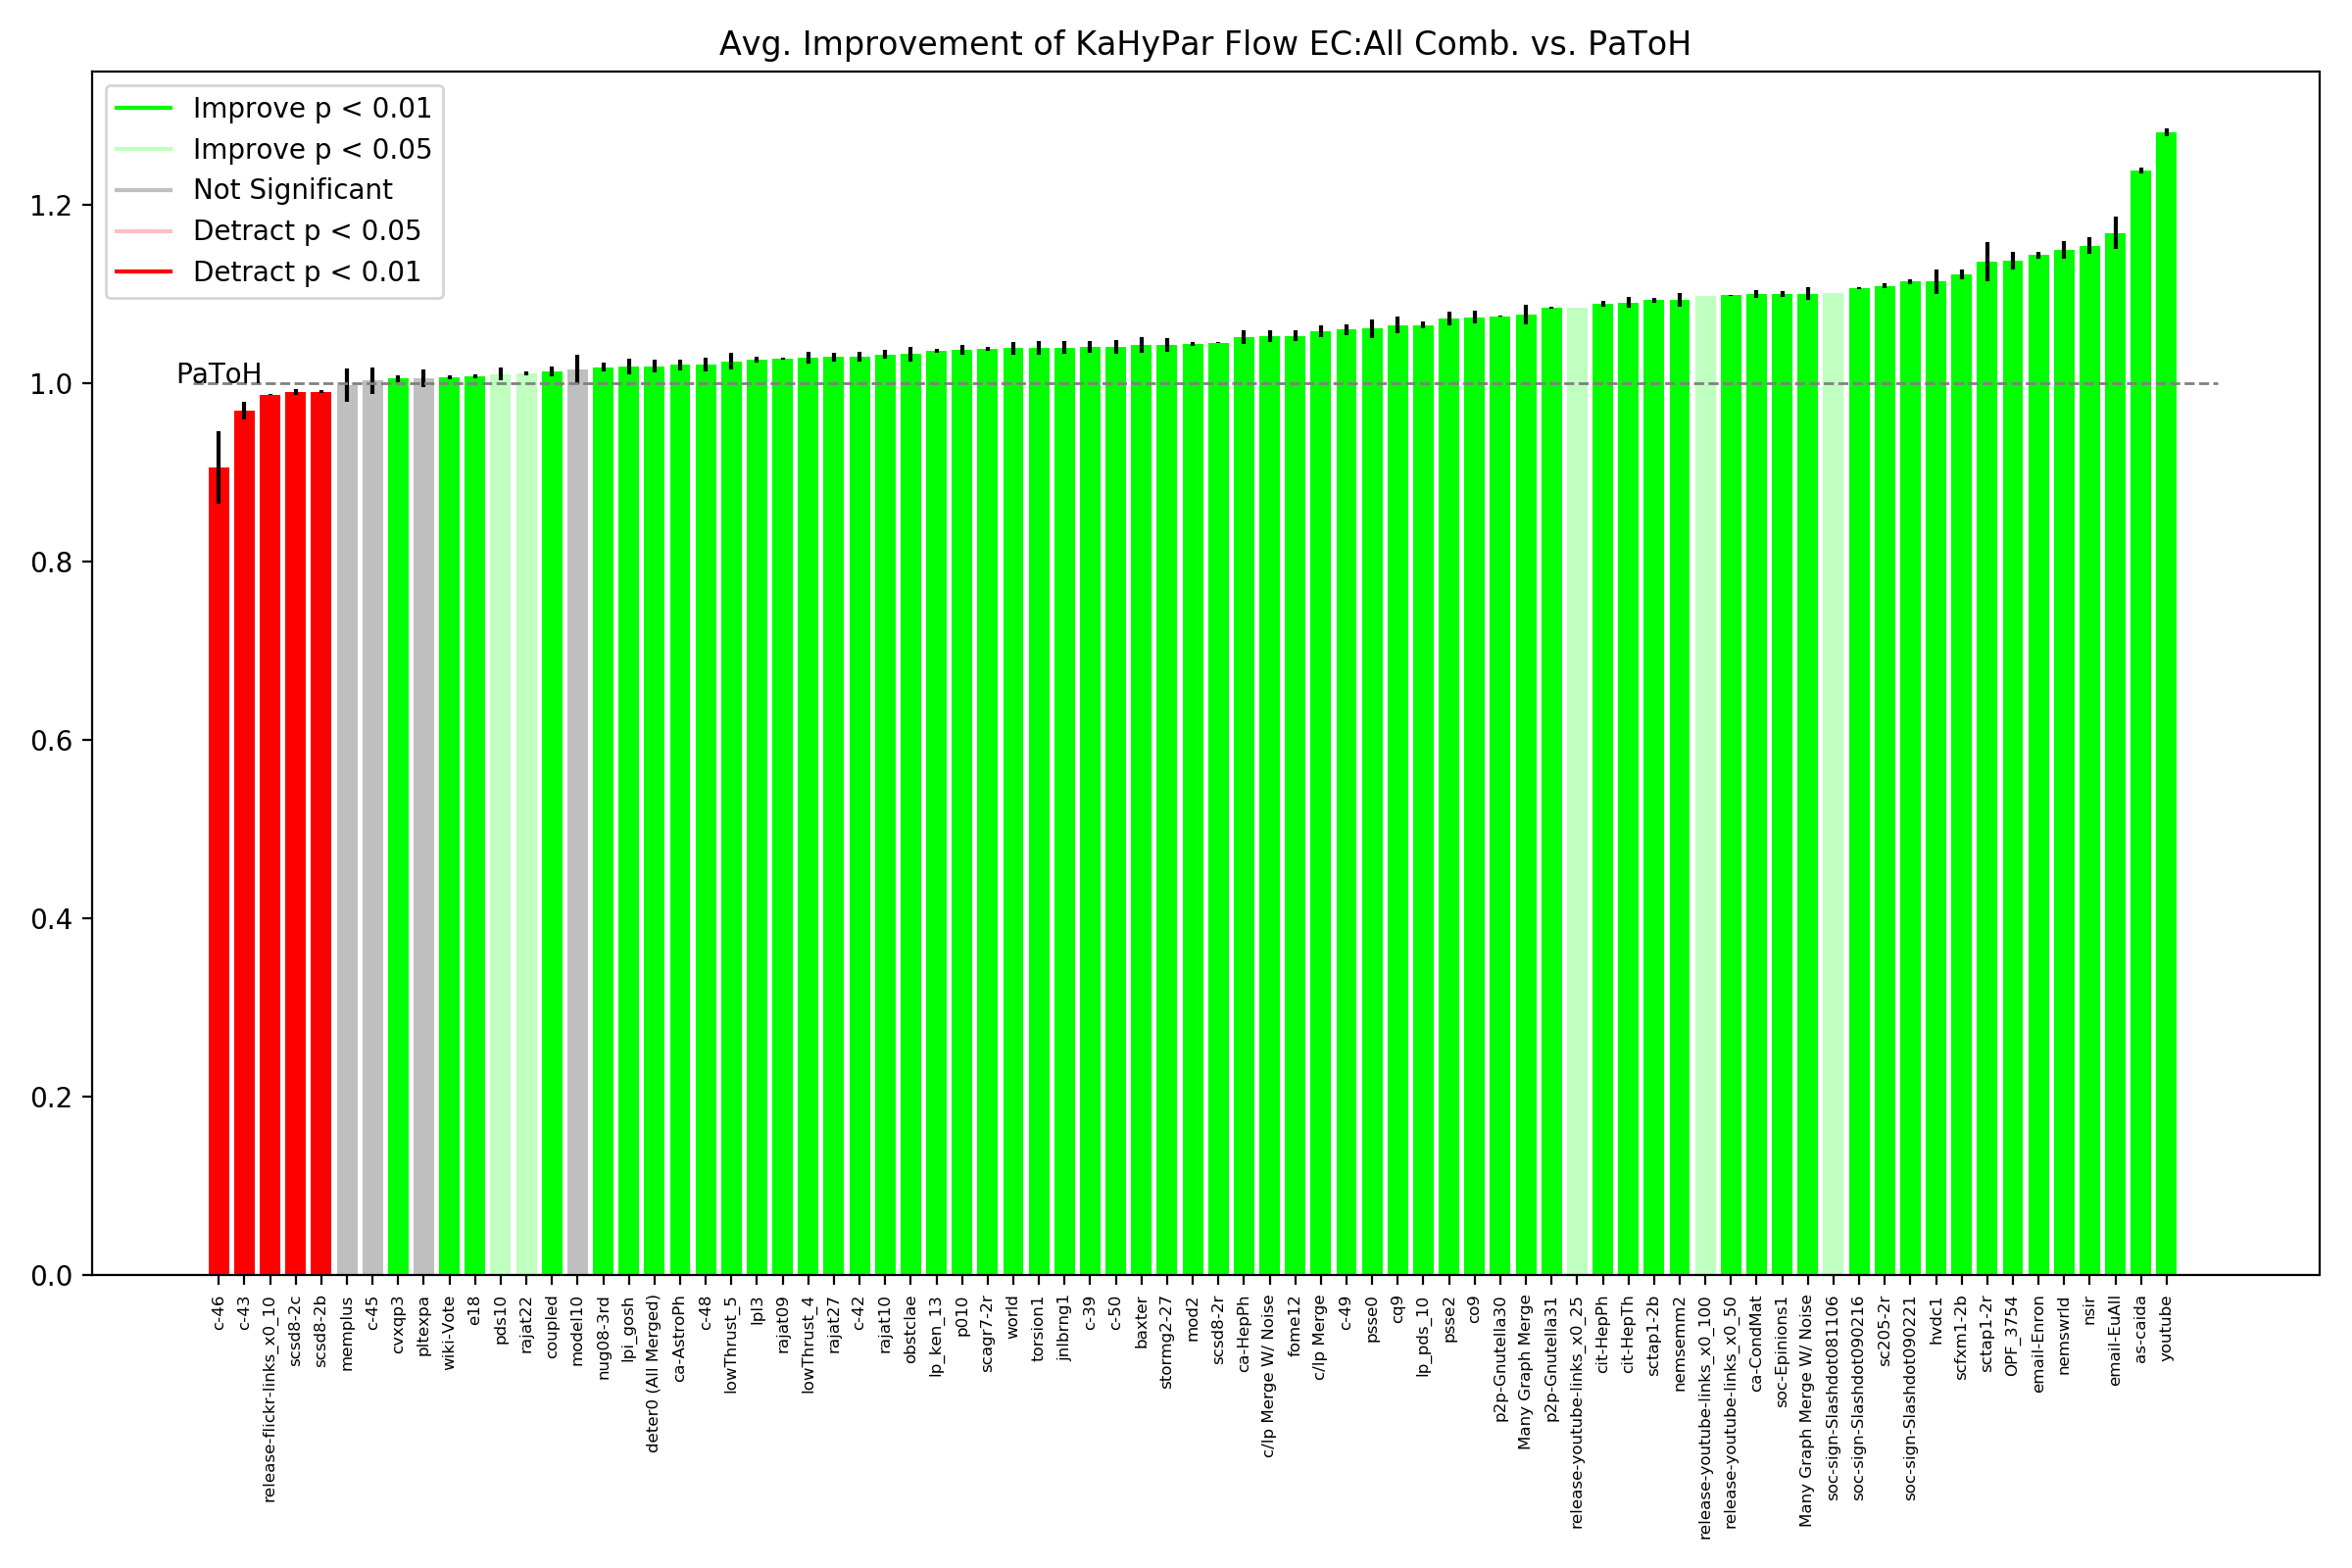 Avg. Improvement of KaHyPar Flow EC:All Comb. vs. PaToH
Improve p < 0.01
Improve p < 0.05
Not Significant
Detract p < 0.05
Detract p < 0.01
1.2
1.0
0.8
0.6
0.4
0.2
0.0
PaToH
c-46
c-43
release-flickr-links_x0_10
scsd8-2c
scsd8-2b
memplus
c-45
cvxqp3
pltexpa
wiki-Vote
e18
pds10
rajat22
coupled
model10
nug08-3rd
lpi_gosh
deter0 (All Merged)
ca-AstroPh
c-48
lowThrust_5
lpl3
rajat09
lowThrust_4
rajat27
c-42
rajat10
obstclae
lp_ken_13
p010
scagr7-2r
world
torsion1
jnlbrng1
c-39
c-50
baxter
stormg2-27
mod2
scsd8-2r
ca-HepPh
c/lp Merge W/ Noise
fome12
c/lp Merge
c-49
psse0
cq9
lp_pds_10
psse2
co9
p2p-Gnutella30
Many Graph Merge
p2p-Gnutella31
release-youtube-links_x0_25
cit-HepPh
cit-HepTh
sctap1-2b
nemsemm2
release-youtube-links_x0_100
release-youtube-links_x0_50
ca-CondMat
soc-Epinions1
Many Graph Merge W/ Noise
soc-sign-Slashdot081106
soc-sign-Slashdot090216
sc205-2r
soc-sign-Slashdot090221
hvdc1
scfxm1-2b
sctap1-2r
OPF_3754
email-Enron
nemswrld
nsir
email-EuAll
as-caida
youtube